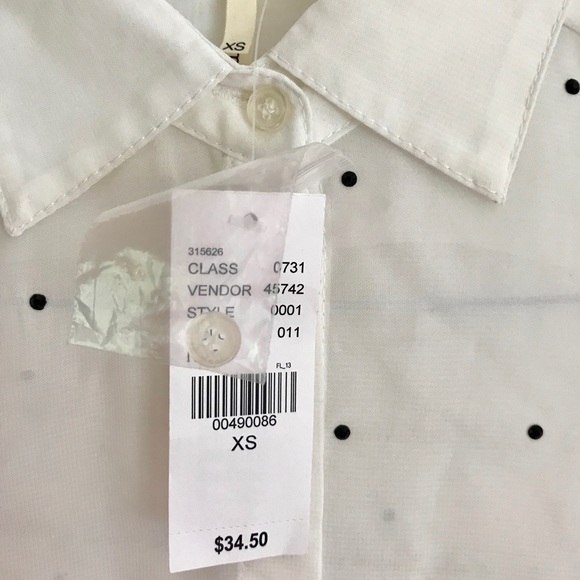 XS
315626
CLASS 0731
VENDOR 45742
STYLE 0001
011
FL_13
00490086
XS
$34.50